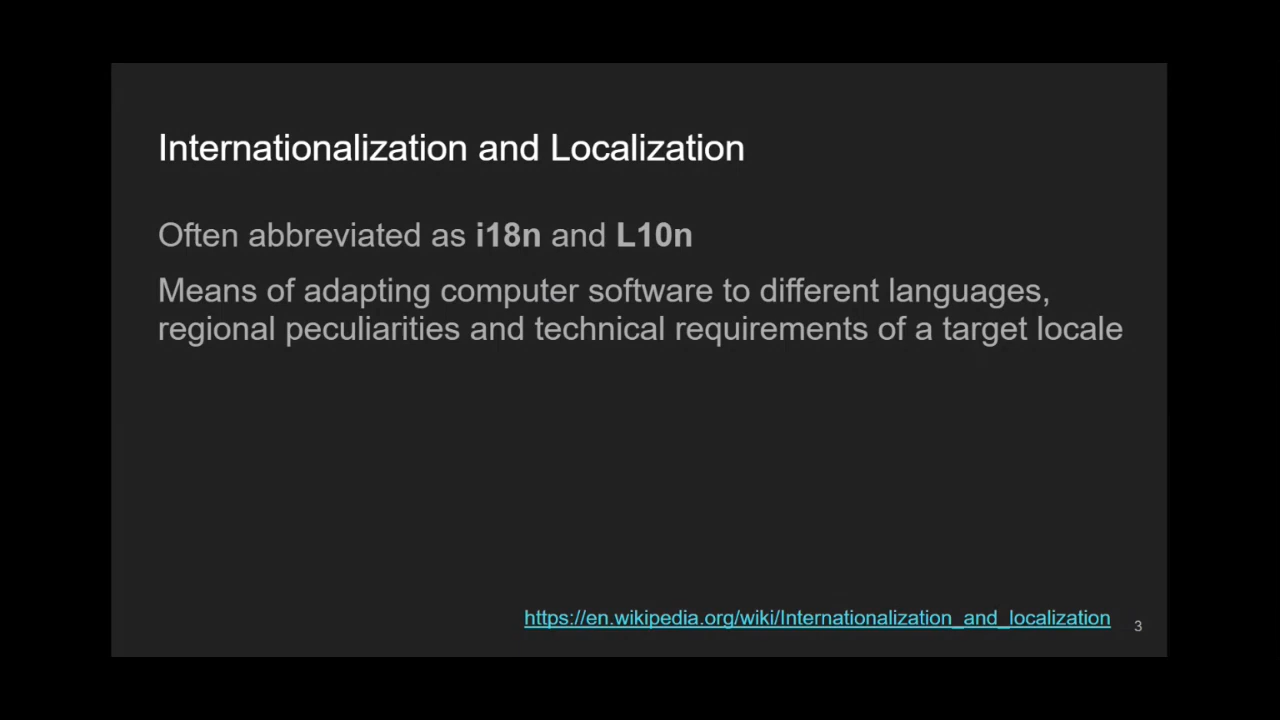 Internationalization and Localization
Often abbreviated as i18n and L10n
Means of adapting computer software to different languages,
regional peculiarities and technical requirements of a target locale
https://en.wikipedia.org/wiki/Internationalization_and_localization
3